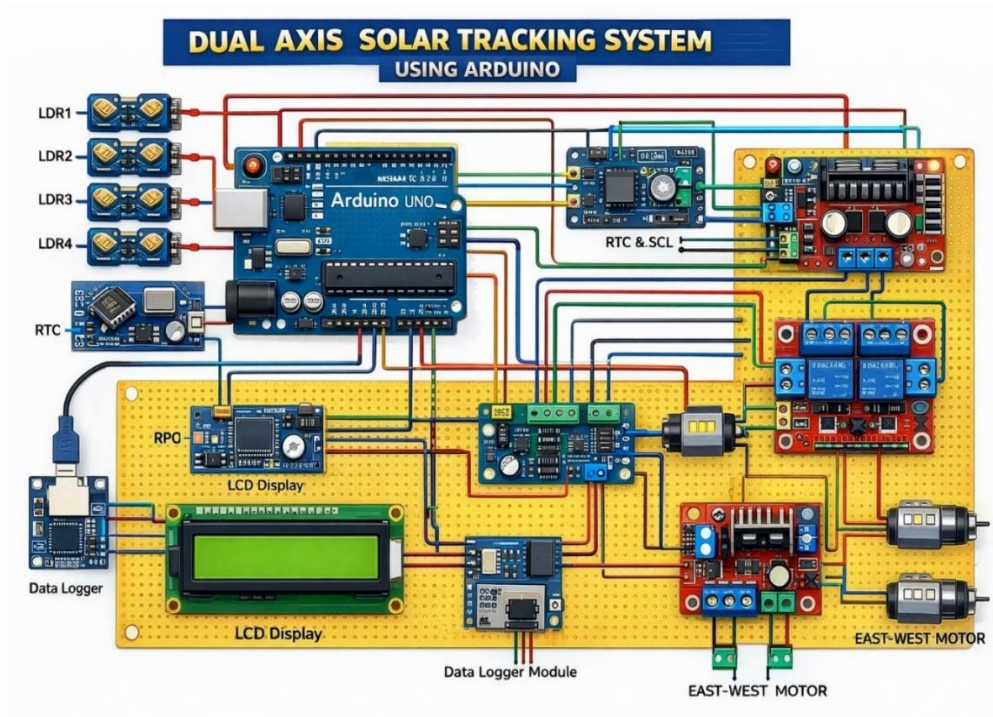 DUAL AXIS SOLAR TRACKING SYSTEM
USING ARDUINO
LDR1
LDR2
LDR3
LDR4
Arduino UNO
RTC & SCL
RTC
RPO
LCD Display
Data Logger
LCD Display
Data Logger Module
EAST-WEST MOTOR
EAST-WEST MOTOR